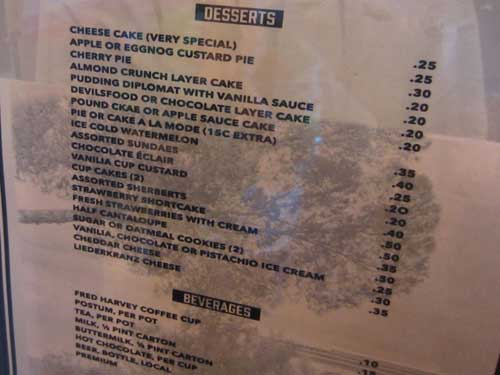 DESSERTS
CHEESE CAKE (VERY SPECIAL)
APPLE OR EGGNOG CUSTARD PIE .25
CHERRY PIE .25
ALMOND CRUNCH LAYER CAKE .30
PUDDING DIPLOMAT WITH VANILLA SAUCE .20
DEVILSFOOD OR CHOCOLATE LAYER CAKE .20
POUND CKAE OR APPLE SAUCE CAKE .20
PIE OR CAKE À LA MODE (15C EXTRA)
ICE COLD WATERMELON .35
ASSORTED SUNDAES .40
CHOCOLATE ÉCLAIR .25
VANILLA CUP CUSTARD .20
CUP CAKES (2) .20
ASSORTED SHERBERTS .40
STRAWBERRY SHORTCAKE .50
FRESH STRAWBERRIES WITH CREAM .50
HALF CANTALOUPE .35
SUGAR OR OATMEAL COOKIES (2) .25
VANILLA, CHOCOLATE OR PISTACHIO ICE CREAM .30
CHEDDAR CHEESE .35
LIEDERKRANZ CHEESE
BEVERAGES
FRED HARVEY COFFEE CUP
POSTUM, PER POT
TEA, PER POT
MILK, ½ PINT CARTON
BUTTERMILK, ½ PINT CARTON
HOT CHOCOLATE, PER CUP .10
BEER, BOTTLE, LOCAL .15
PREMIUM